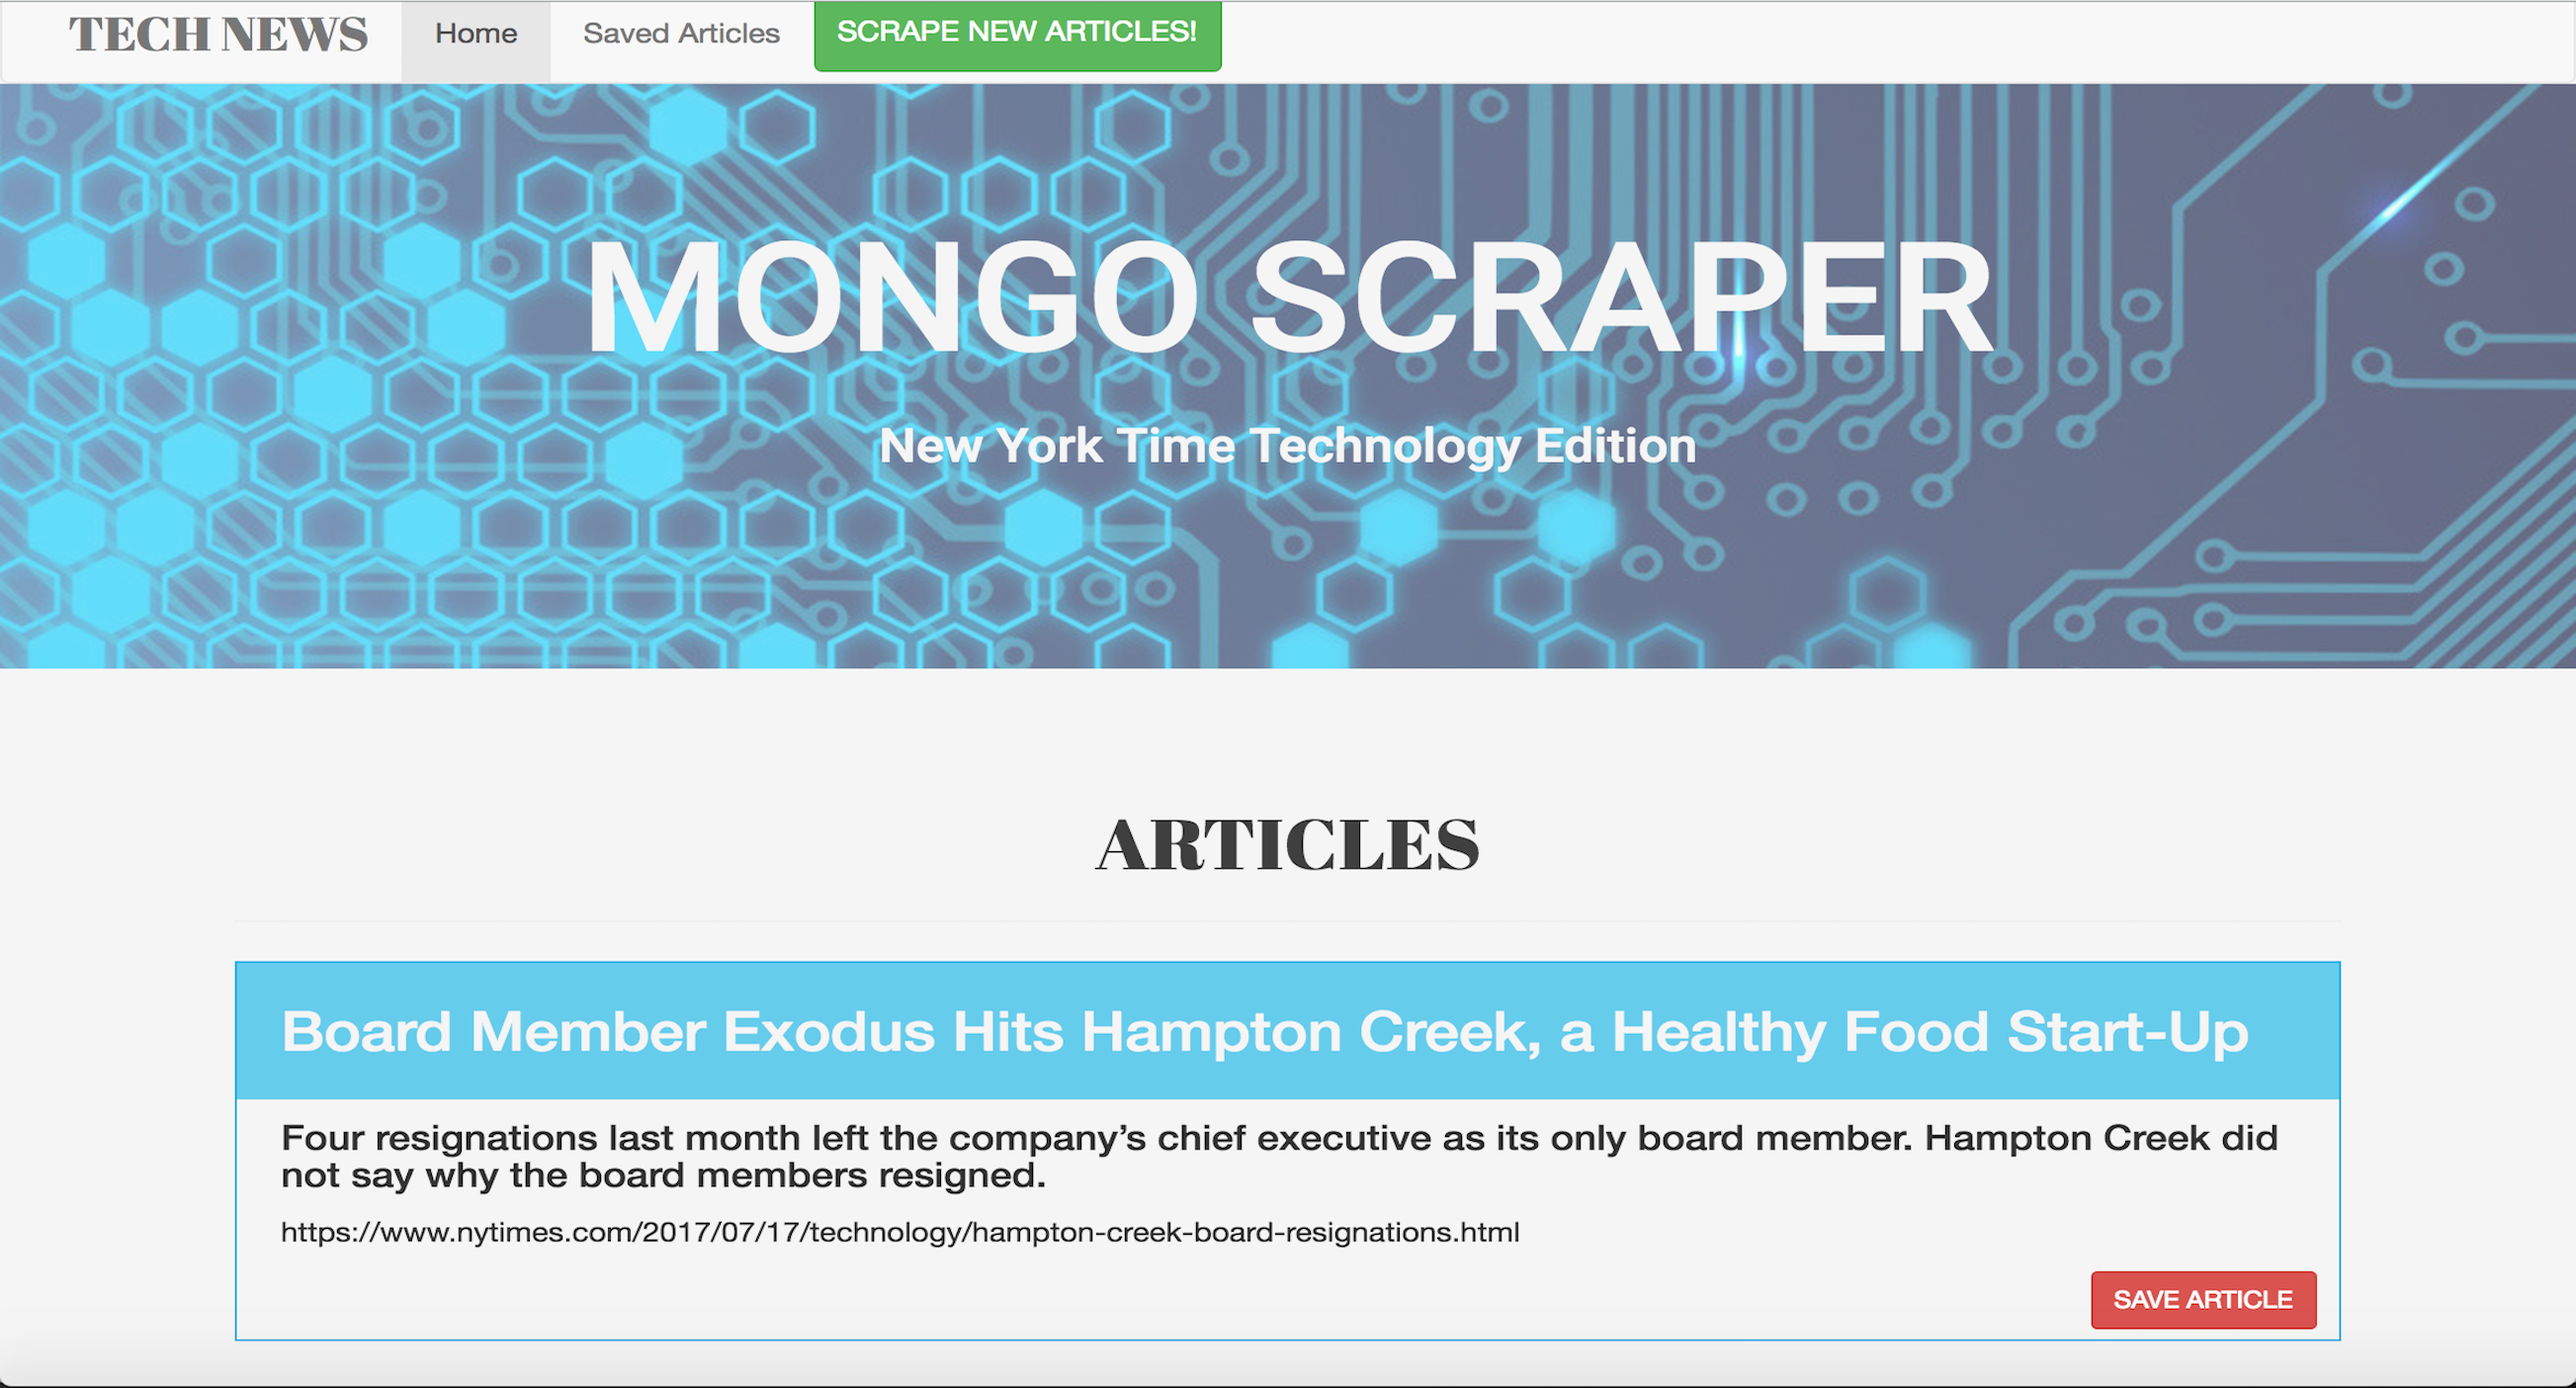 TECH NEWS Home Saved Articles SCRAPE NEW ARTICLES!
MONGO SCRAPER
New York Time Technology Edition
ARTICLES
Board Member Exodus Hits Hampton Creek, a Healthy Food Start-Up
Four resignations last month left the company’s chief executive as its only board member. Hampton Creek did
not say why the board members resigned.
https://www.nytimes.com/2017/07/17/technology/hampton-creek-board-resignations.html
SAVE ARTICLE